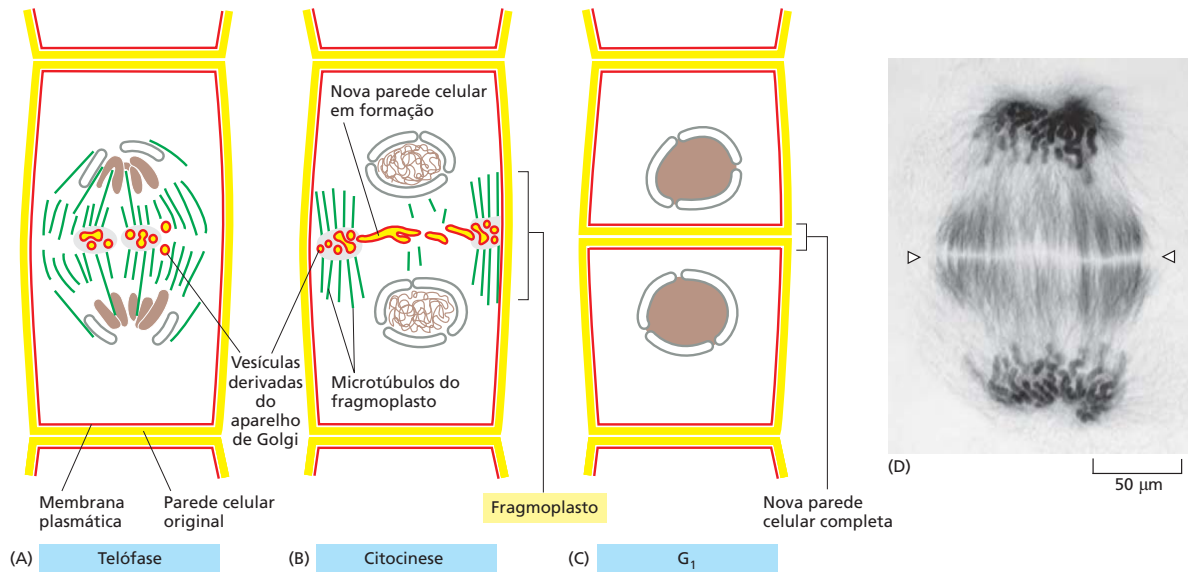 Nova parede celular
em formação
Vesículas
derivadas
do
aparelho
de Golgi
Microtúbulos do
fragmoplasto
Membrana
plasmática
Parede celular
original
Fragmoplasto
Nova parede
celular completa
(D)
50 μm
(A) Telófase
(B) Citocinese
(C) G₁